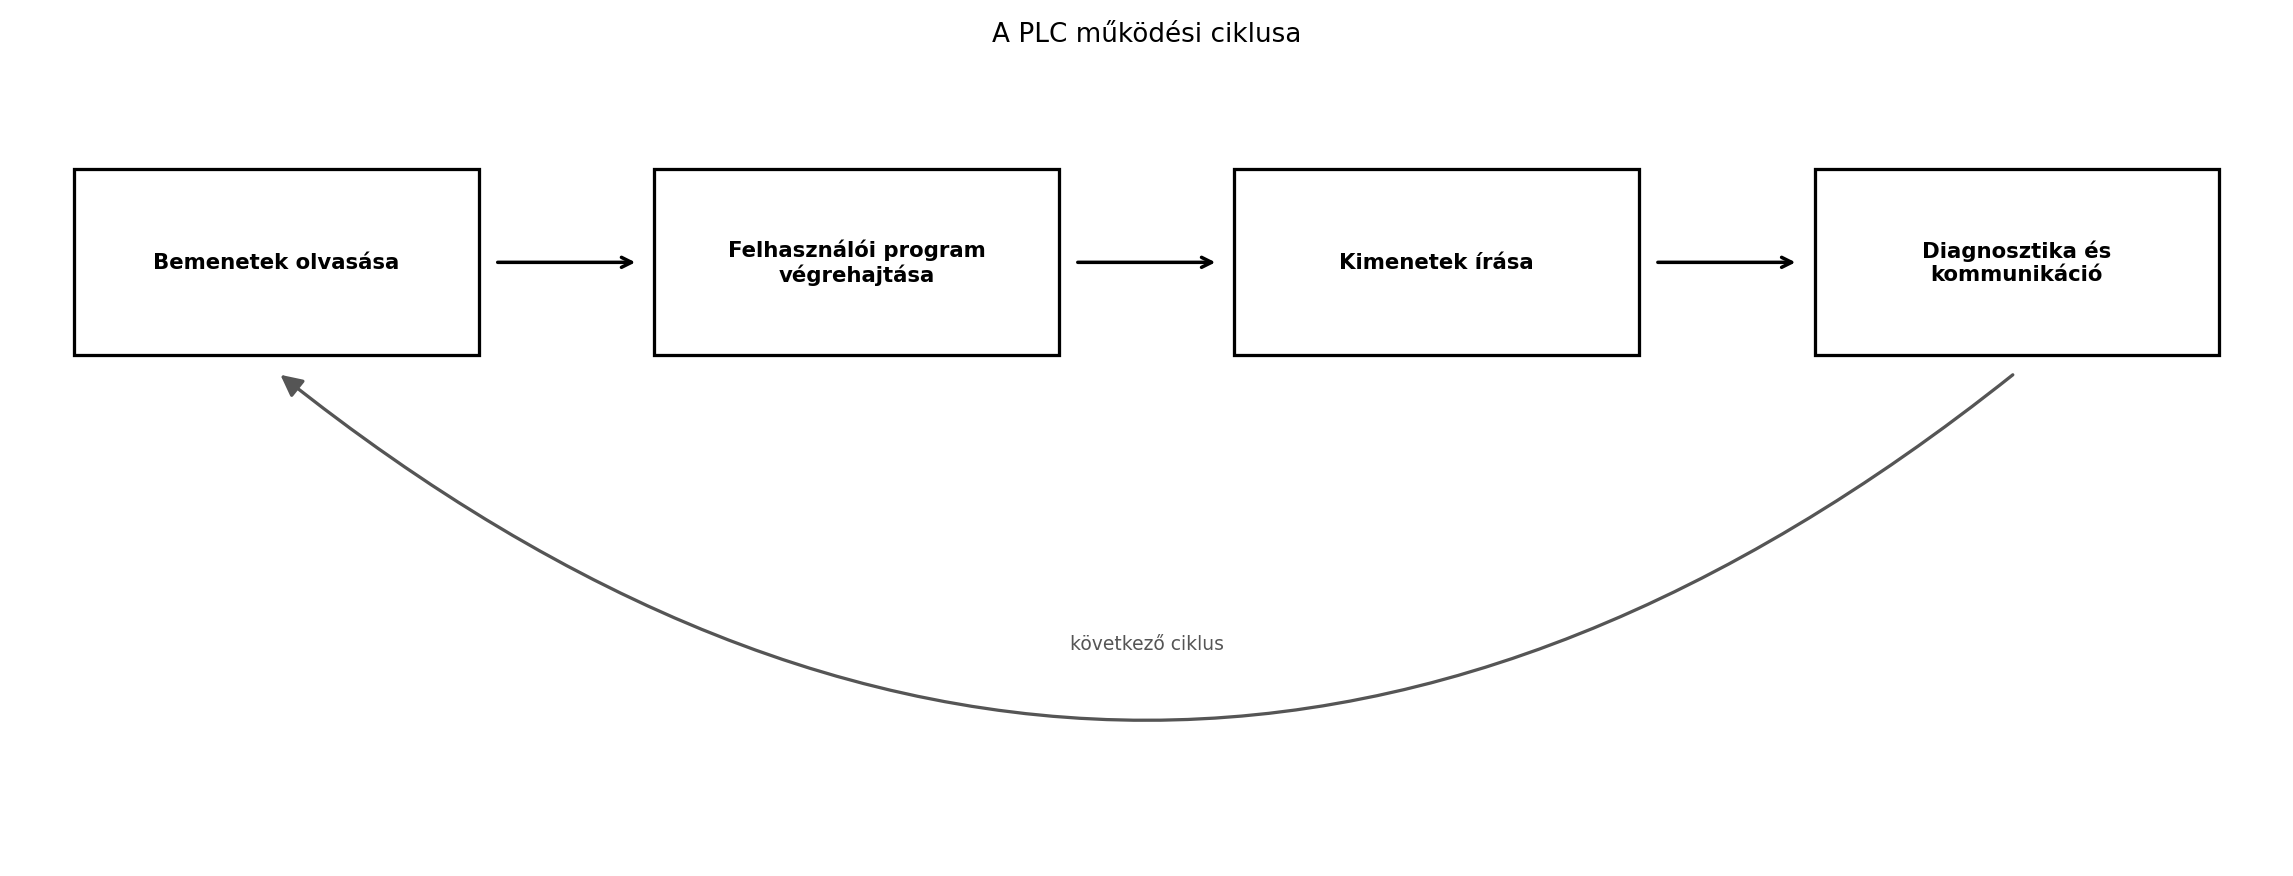 A PLC működési ciklusa
Bemenetek olvasása
Felhasználói program
végrehajtása
Kimenetek írása
Diagnosztika és
kommunikáció
következő ciklus